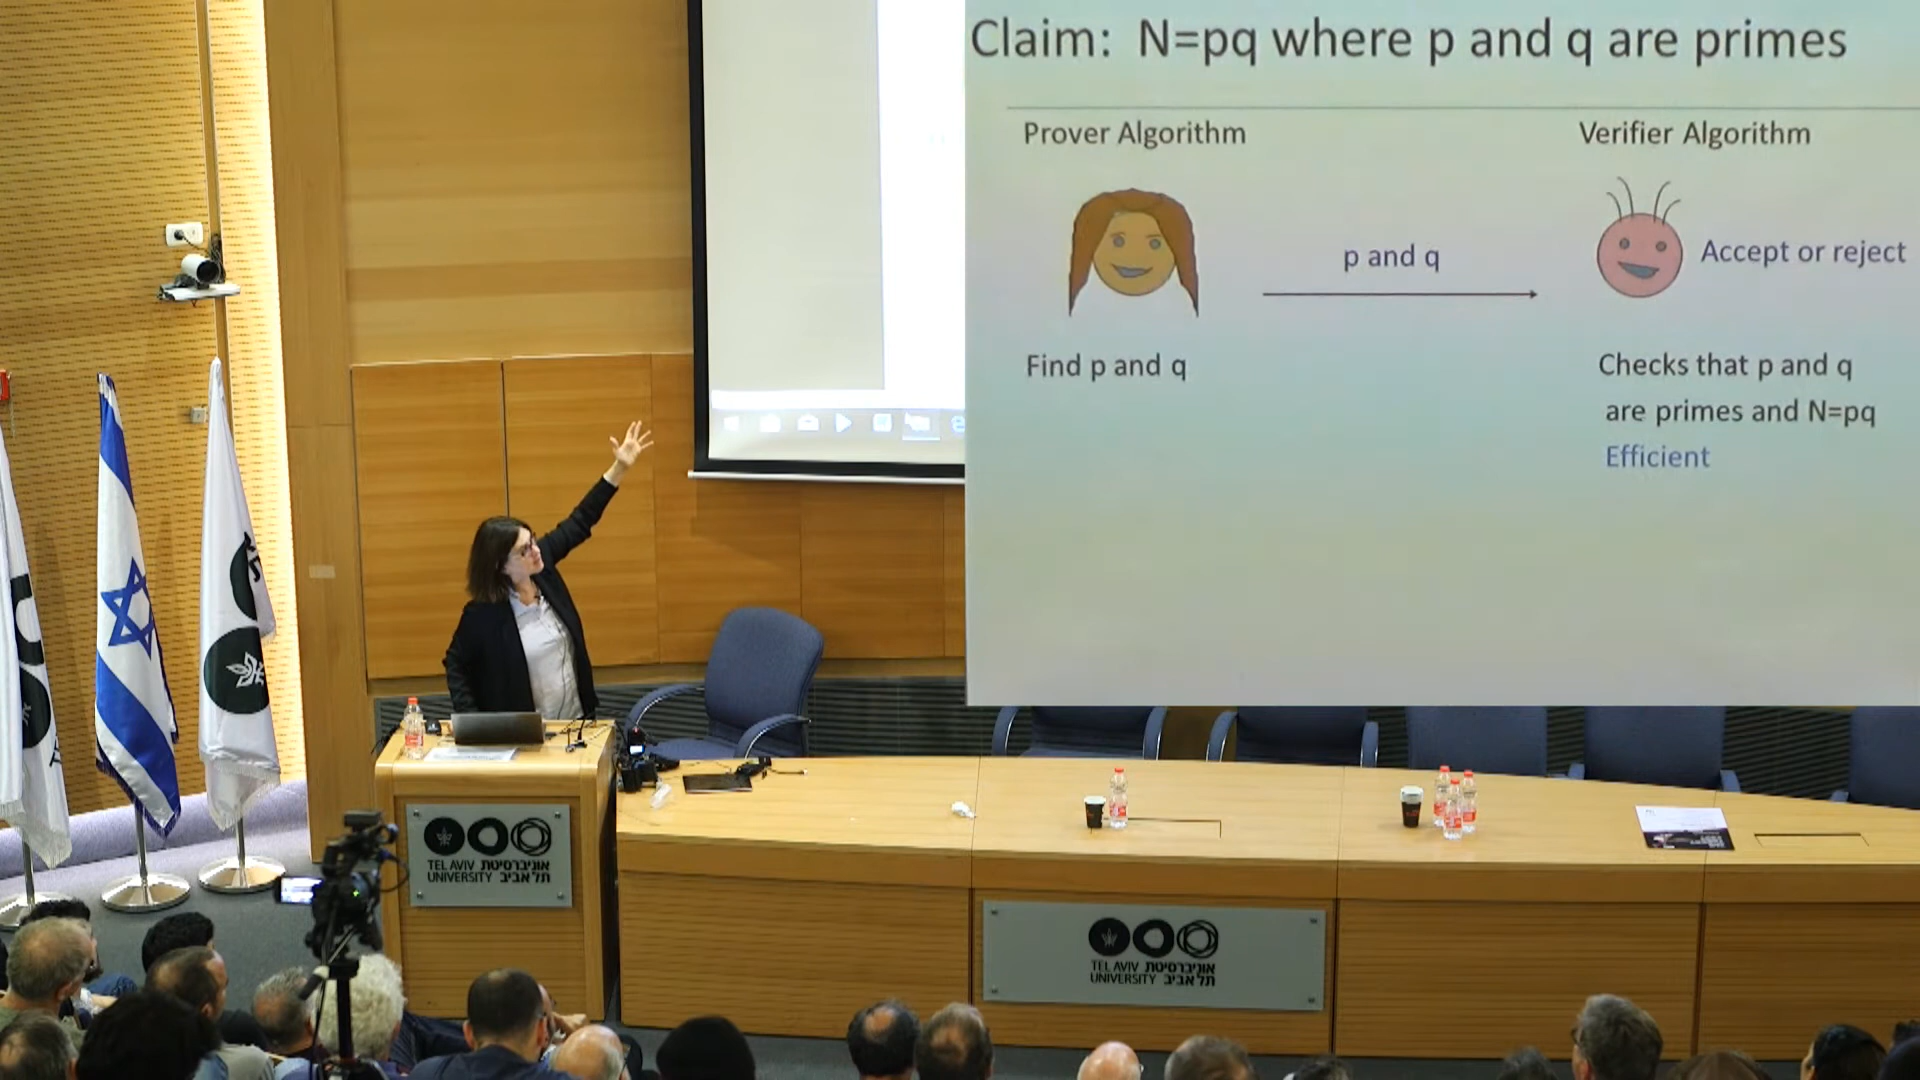 Claim: N=pq where p and q are primes
Prover Algorithm
Verifier Algorithm
p and q
Accept or reject
Find p and q
Checks that p and q
are primes and N=pq
Efficient
TEL AVIV אוניברסיטת
UNIVERSITY תל אביב
TEL AVIV אוניברסיטת
UNIVERSITY תל אביב